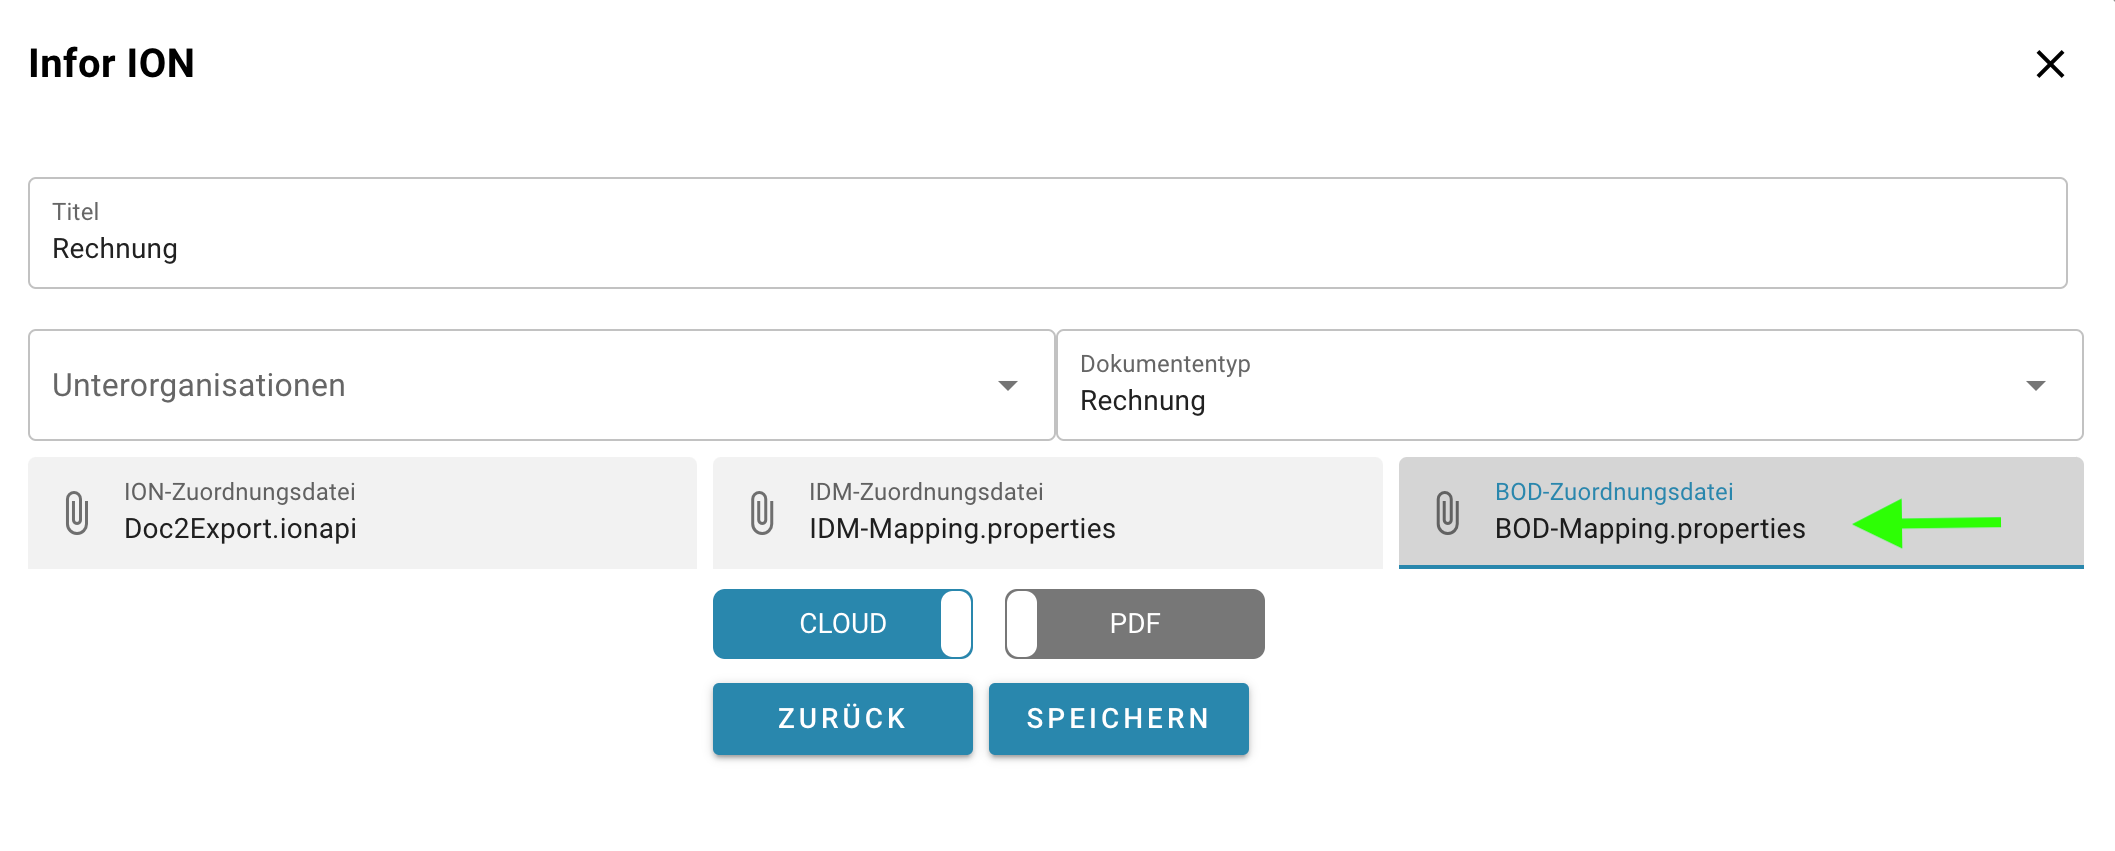 Infor ION
Titel
Rechnung
Unterorganisationen
Dokumententyp
Rechnung
ION-Zuordnungsdatei
Doc2Export.ionapi
IDM-Zuordnungsdatei
IDM-Mapping.properties
BOD-Zuordnungsdatei
BOD-Mapping.properties
CLOUD
PDF
ZURÜCK
SPEICHERN